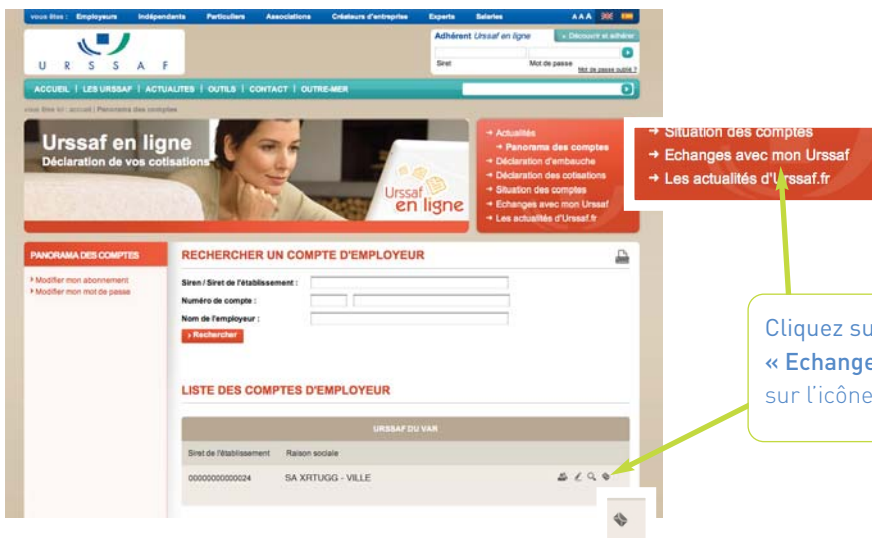 vous êtes : Employeurs Indépendants Particuliers Associations Créateurs d'entreprises Experts Salariés A A A
URSSAF
Adhérent Urssaf en ligne » Découvrir et adhérer
Siret Mot de passe
Mot de passe oublié ?
ACCUEIL | LES URSSAF | ACTUALITES | OUTILS | CONTACT | OUTRE-MER
vous êtes ici : accueil | Panorama des comptes
Urssaf en ligne
Déclaration de vos cotisations
Urssaf
en ligne
→ Actualités
→ Panorama des comptes
→ Déclaration d'embauche
→ Déclaration des cotisations
→ Situation des comptes
→ Echanges avec mon Urssaf
→ Les actualités d'Urssaf.fr
→ Situation des comptes
→ Echanges avec mon Urssaf
→ Les actualités d'Urssaf.fr
PANORAMA DES COMPTES
Modifier mon abonnement
Modifier mon mot de passe
RECHERCHER UN COMPTE D'EMPLOYEUR
Siren / Siret de l'établissement :
Numéro de compte :
Nom de l'employeur :
› Rechercher
Cliquez su
« Echange
sur l'icône
LISTE DES COMPTES D'EMPLOYEUR
URSSAF DU VAR
Siret de l'établissement Raison sociale
00000000000024 SA XRTUGG - VILLE